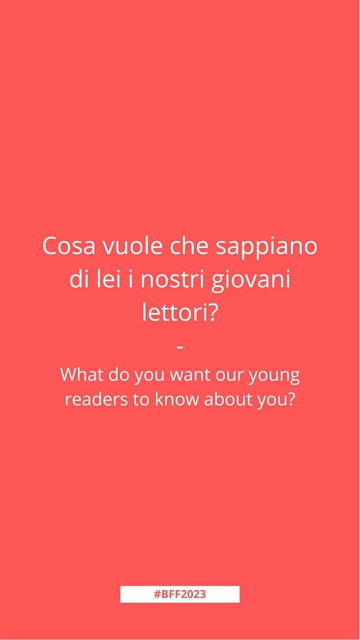 Cosa vuole che sappiano
di lei i nostri giovani
lettori?
-
What do you want our young
readers to know about you?
#BFF2023